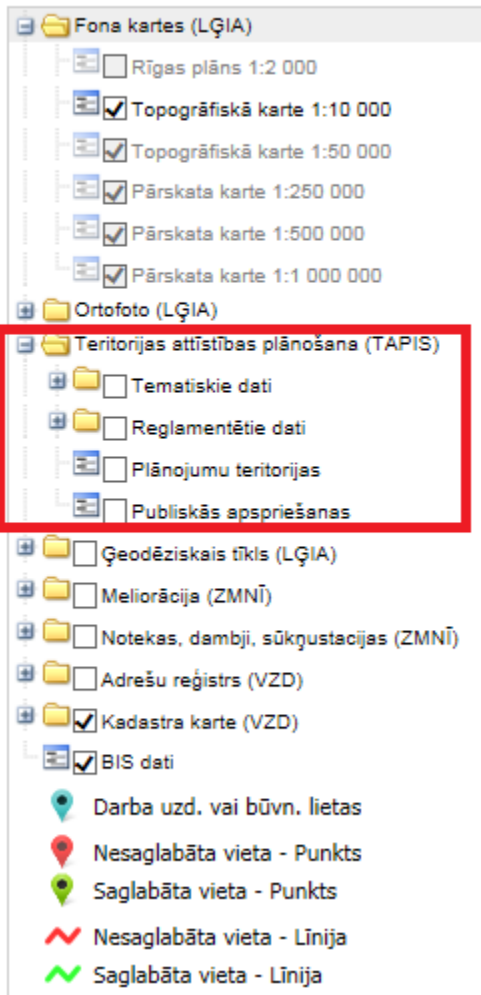 Fona kartes (LĢIA)
Rīgas plāns 1:2 000
Topogrāfiskā karte 1:10 000
Topogrāfiskā karte 1:50 000
Pārskata karte 1:250 000
Pārskata karte 1:500 000
Pārskata karte 1:1 000 000
Ortofoto (LĢIA)
Teritorijas attīstības plānošana (TAPIS)
Tematiskie dati
Reglamentētie dati
Plānojumu teritorijas
Publiskās apspriešanas
Ģeodēziskais tīkls (LĢIA)
Meliorācija (ZMNĪ)
Notekas, dambji, sūkņustacijas (ZMNĪ)
Adrešu reģistrs (VZD)
Kadastra karte (VZD)
BIS dati
Darba uzd. vai būvn. lietas
Nesaglabāta vieta - Punkts
Saglabāta vieta - Punkts
Nesaglabāta vieta - Līnija
Saglabāta vieta - Līnija